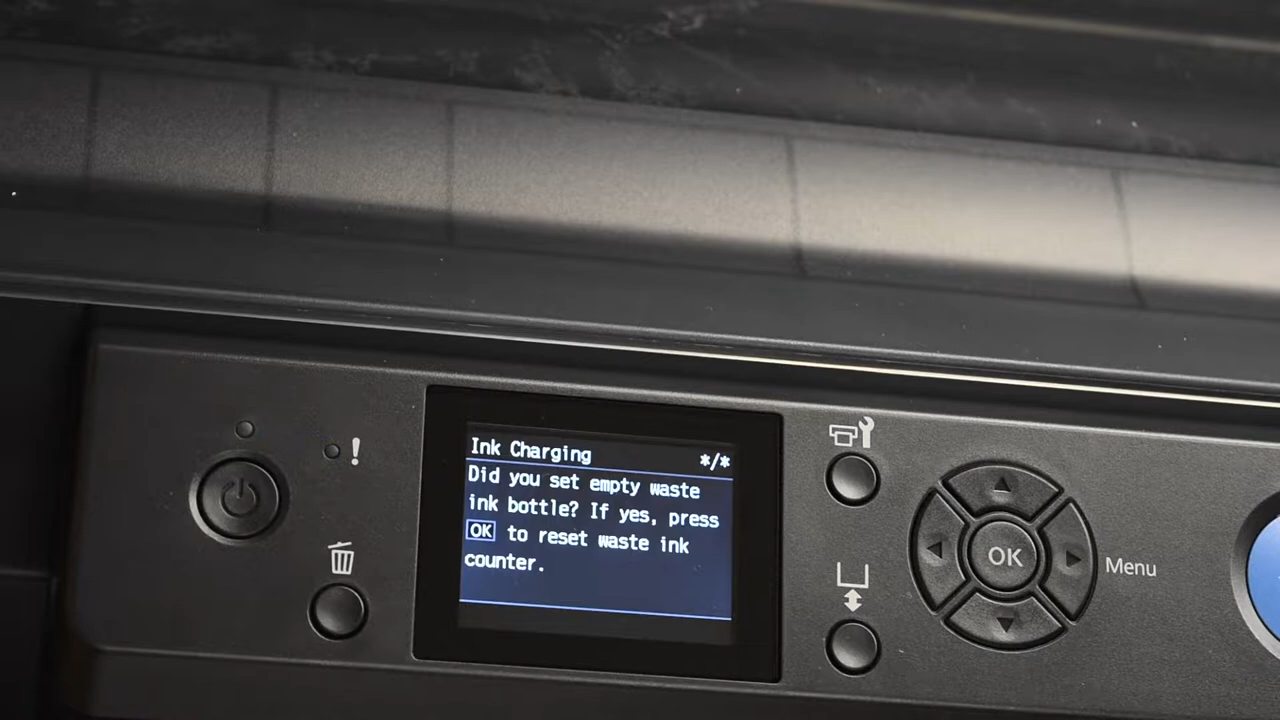 Ink Charging */*
Did you set empty waste
ink bottle? If yes, press
OK to reset waste ink
counter.
!
OK
Menu